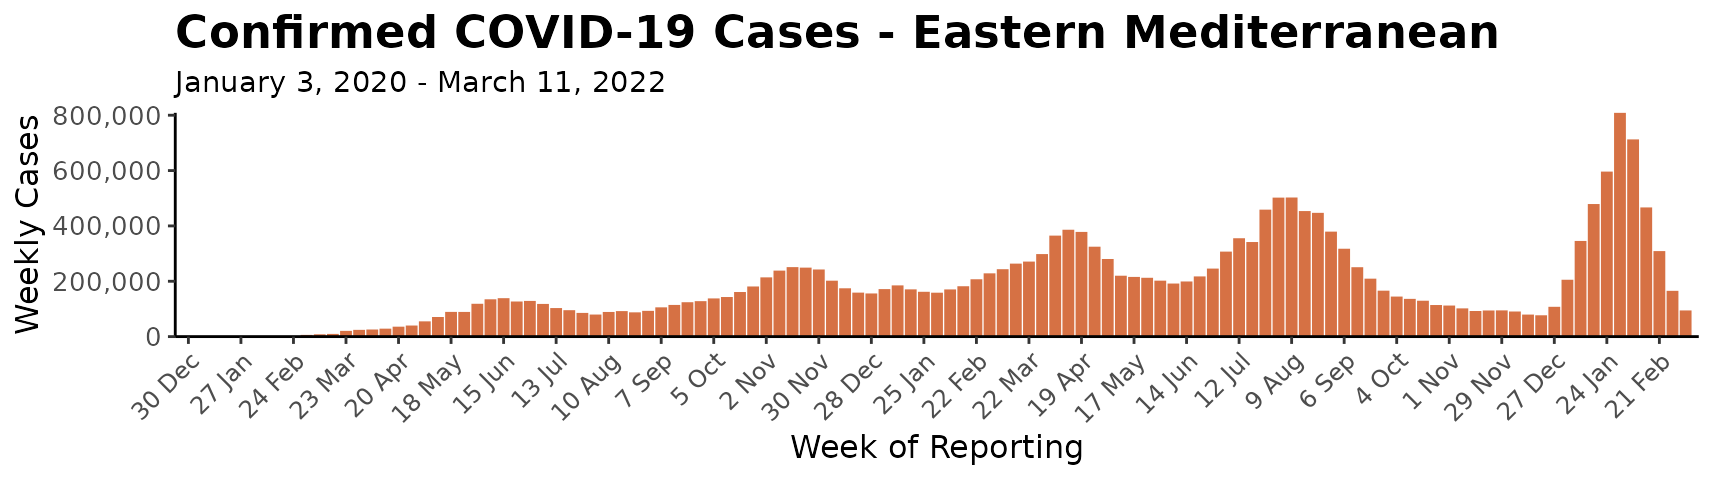 Confirmed COVID-19 Cases - Eastern Mediterranean
January 3, 2020 - March 11, 2022
Weekly Cases
800,000
600,000
400,000
200,000
0
30 Dec
27 Jan
24 Feb
23 Mar
20 Apr
18 May
15 Jun
13 Jul
10 Aug
7 Sep
5 Oct
2 Nov
30 Nov
28 Dec
25 Jan
22 Feb
22 Mar
19 Apr
17 May
14 Jun
12 Jul
9 Aug
6 Sep
4 Oct
1 Nov
29 Nov
27 Dec
24 Jan
21 Feb
Week of Reporting